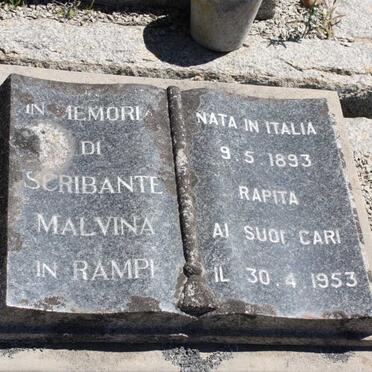 IN MEMORIA
DI
SCRIBANTE
MALVINA
IN RAMPI
NATA IN ITALIA
9.5.1893
RAPITA
AI SUOI CARI
IL 30.4.1953